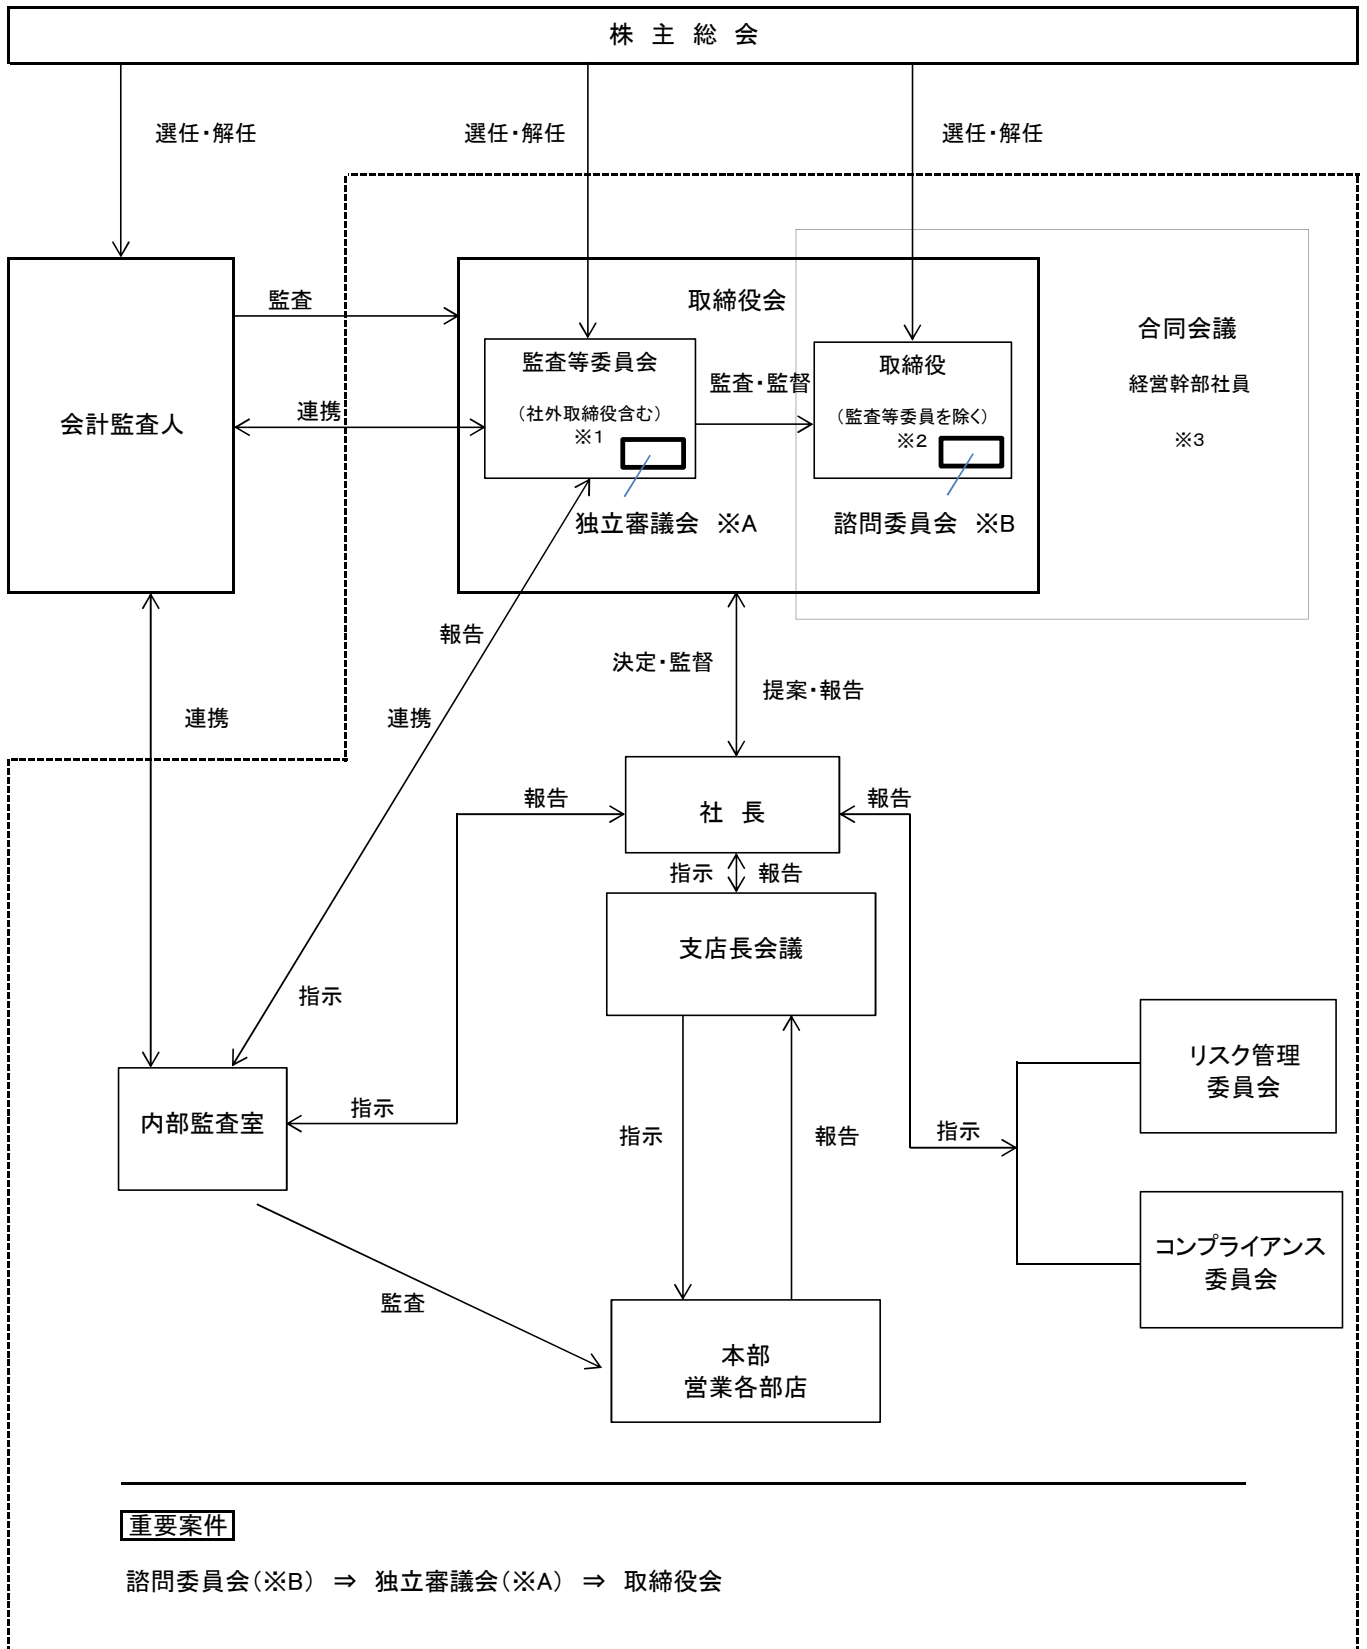 株 主 総 会
選任・解任
選任・解任
選任・解任
取締役会
監査
合同会議
経営幹部社員
※3
監査等委員会
(社外取締役含む)
※1
監査・監督
取締役
(監査等委員を除く)
※2
会計監査人
連携
独立審議会 ※A
諮問委員会 ※B
報告
決定・監督
提案・報告
連携
連携
報告
社 長
報告
指示
報告
支店長会議
指示
リスク管理
委員会
内部監査室
指示
指示
報告
指示
コンプライアンス
委員会
監査
本部
営業各部店
重要案件
諮問委員会(※B) ⇒ 独立審議会(※A) ⇒ 取締役会